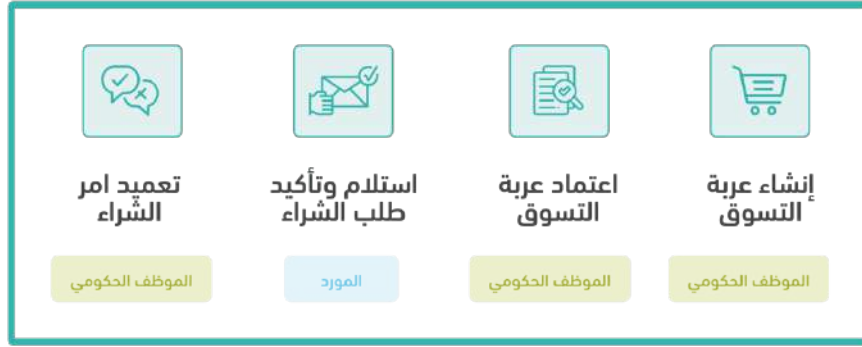 إنشاء عربة
التسوق
الموظف الحكومي
اعتماد عربة
التسوق
الموظف الحكومي
استلام وتأكيد
طلب الشراء
المورد
تعميد امر
الشراء
الموظف الحكومي